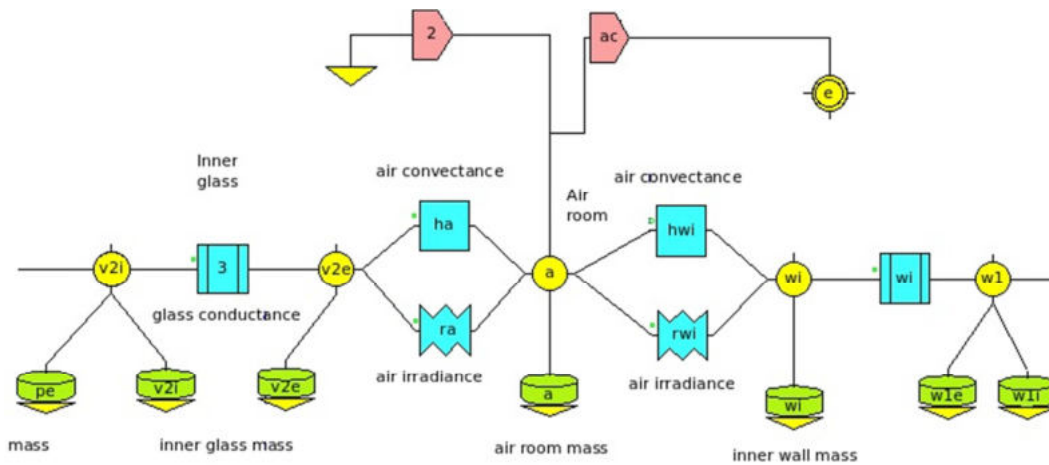 2
ac
e
Inner
glass
air convectance
Air
room
air convectance
ha
hwi
v2i
3
v2e
a
wi
wi
w1
glass conductance
ra
rwi
air irradiance
air irradiance
pe
v2i
v2e
a
wi
w1e
w1i
mass
inner glass mass
air room mass
inner wall mass